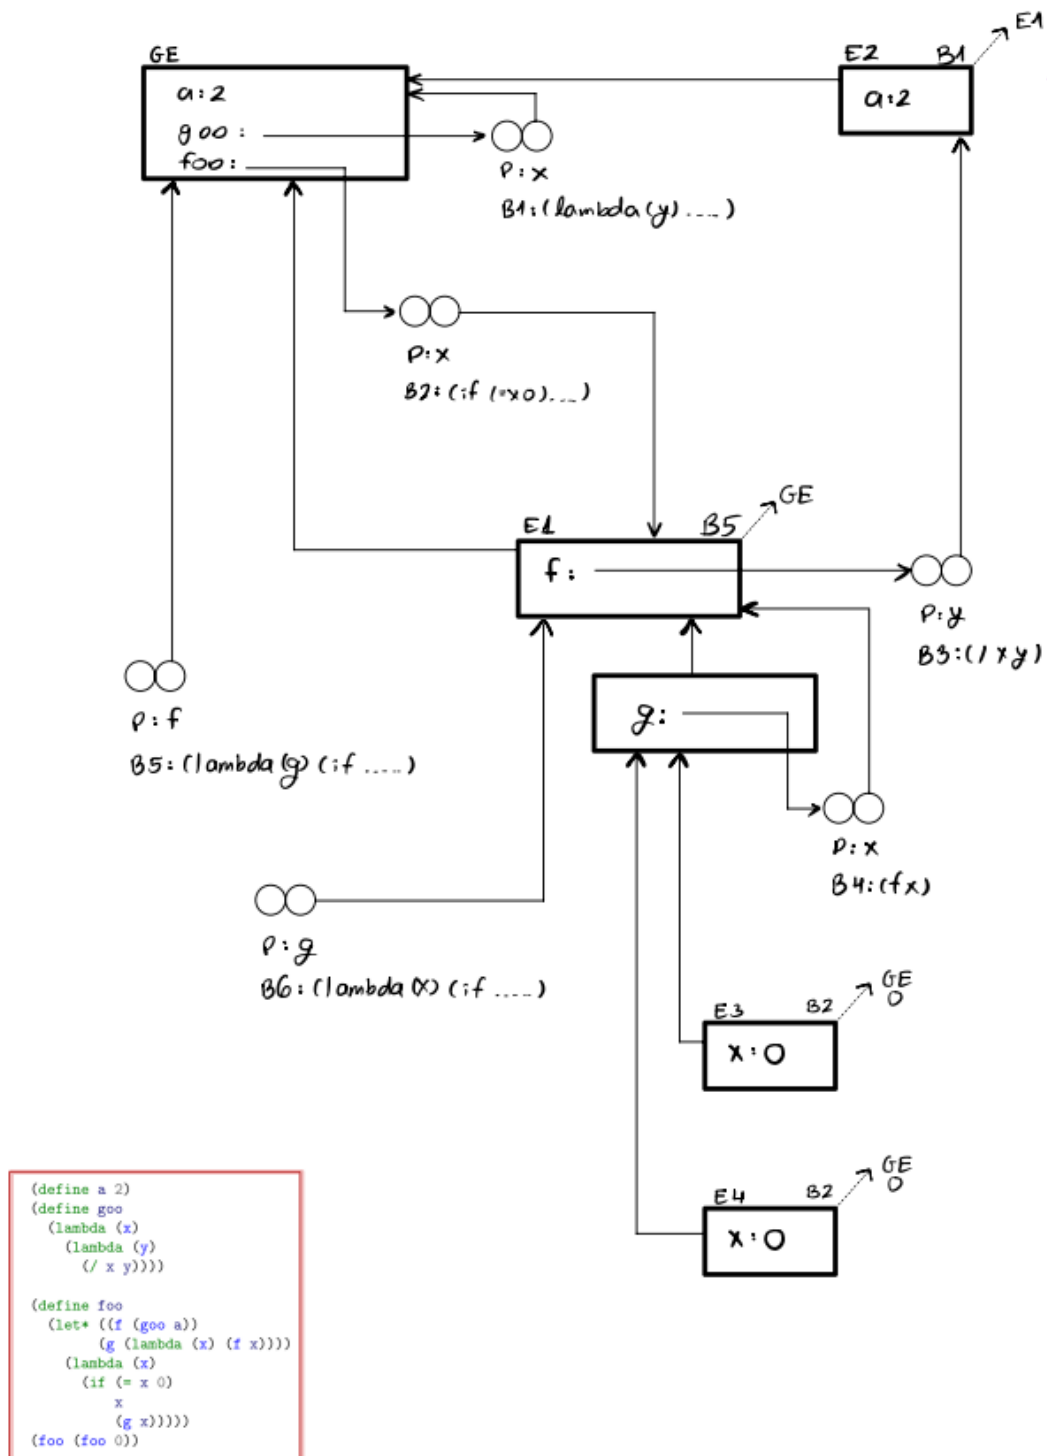 GE
a:2
goo:
foo:
E2 B1 E1
a:2
P:x
B1:(lambda(y)....)
P:x
B2:(if (=x0)....)
E1 B5 GE
f:
P:y
B3:(/xy)
P:f
B5:(lambda(g)(if .....)
g:
P:x
B4:(fx)
P:g
B6:(lambda(x)(if .....)
E3 B2 GE
0
x:0
E4 B2 GE
0
x:0
(define a 2)
(define goo
(lambda (x)
(lambda (y)
(/ x y))))
(define foo
(let* ((f (goo a))
(g (lambda (x) (f x))))
(lambda (x)
(if (= x 0)
x
(g x)))))
(foo (foo 0))